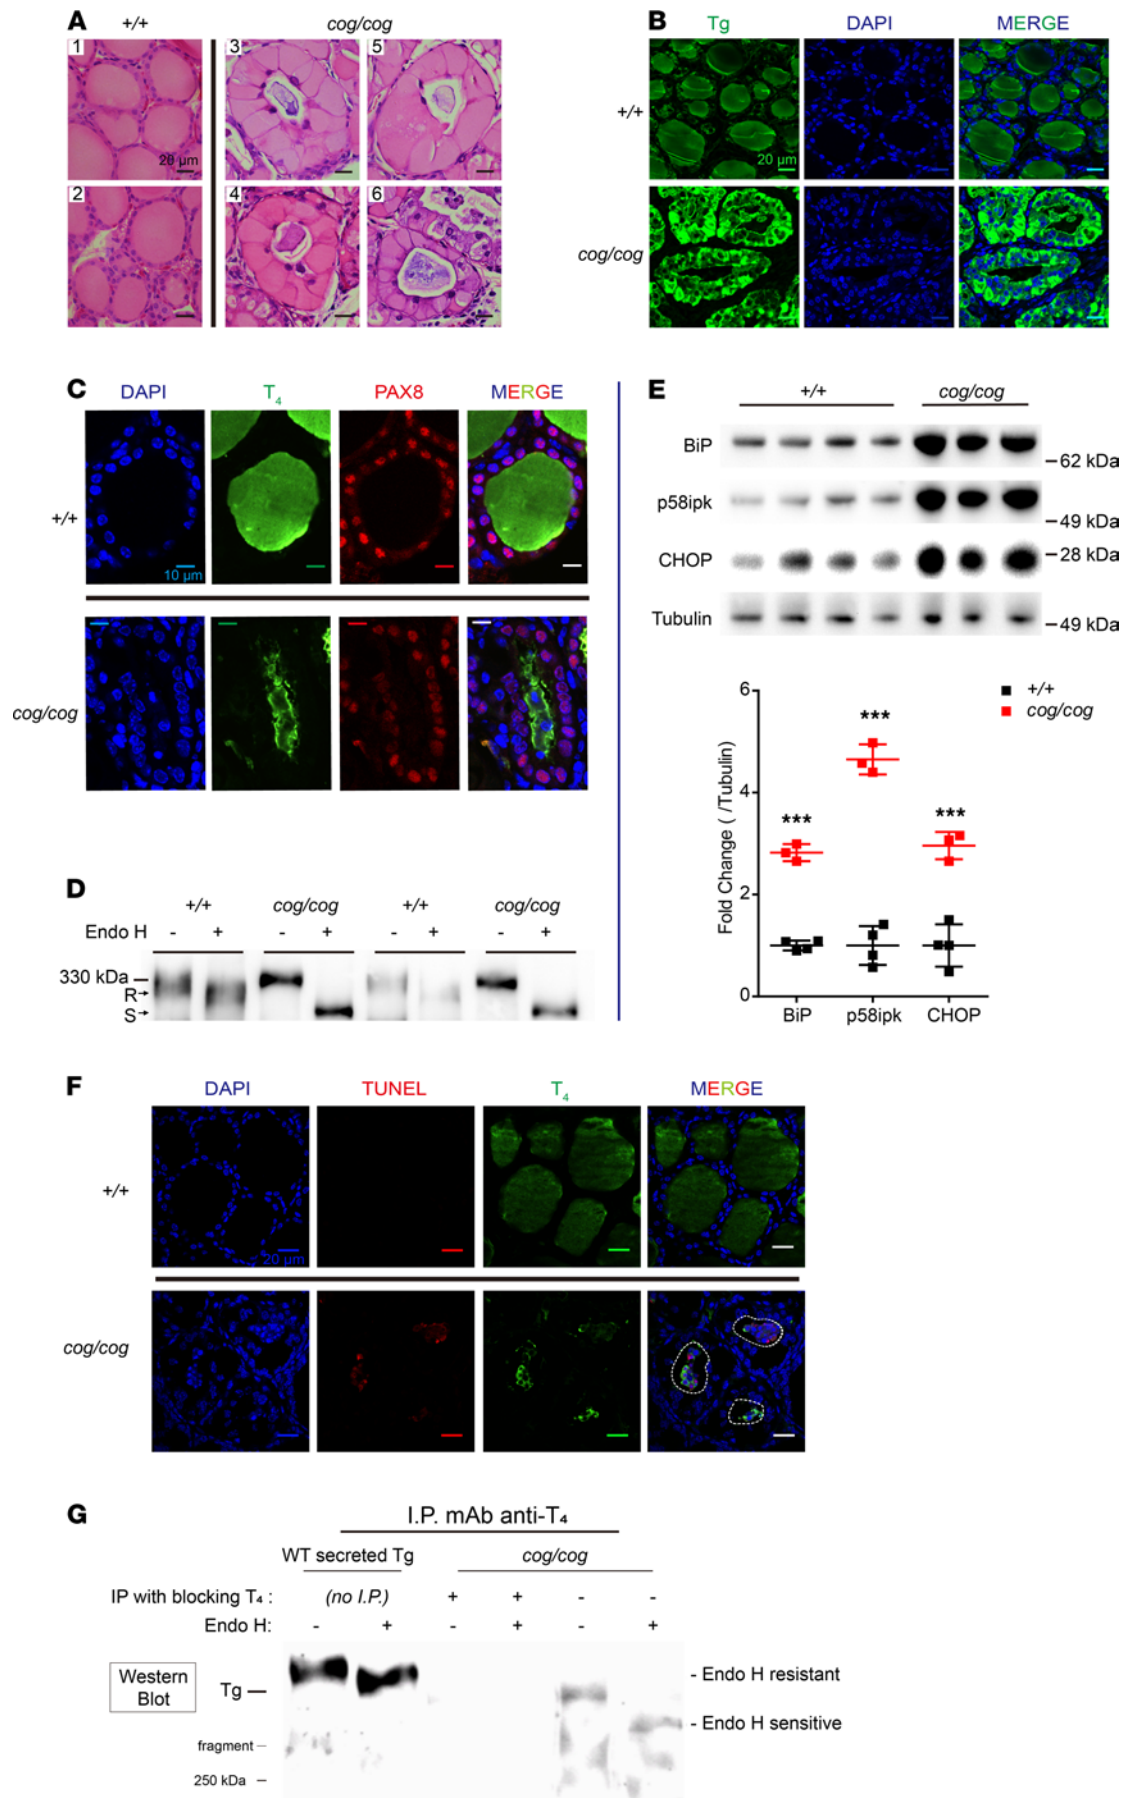 A
+/+
cog/cog
1
3
5
20 µm
2
4
6
B
Tg
DAPI
MERGE
+/+
20 µm
cog/cog
C
DAPI
T4
PAX8
MERGE
+/+
10 µm
cog/cog
D
+/+
cog/cog
+/+
cog/cog
Endo H
-
+
-
+
-
+
-
+
330 kDa
R
S
E
+/+
cog/cog
BiP
62 kDa
p58ipk
49 kDa
CHOP
28 kDa
Tubulin
49 kDa
+/+
cog/cog
Fold Change ( /Tubulin)
6
4
2
0
***
***
***
BiP
p58ipk
CHOP
F
DAPI
TUNEL
T4
MERGE
+/+
20 µm
cog/cog
G
I.P. mAb anti-T4
WT secreted Tg
cog/cog
IP with blocking T4 :
(no I.P.)
+
+
-
-
Endo H:
-
+
-
+
-
+
Western
Blot
Tg
- Endo H resistant
- Endo H sensitive
fragment
250 kDa